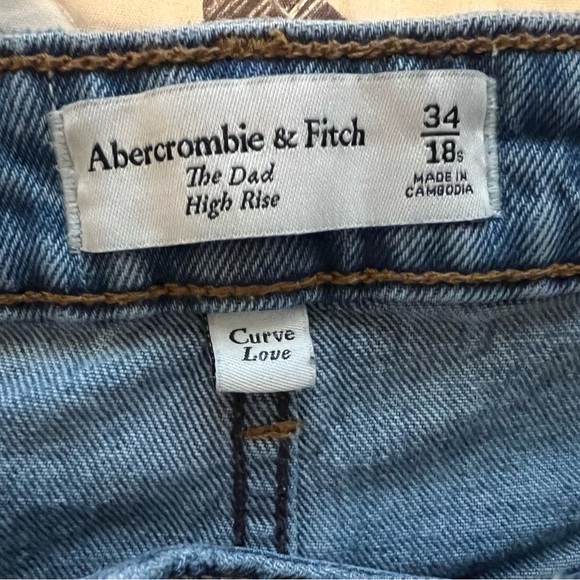 Abercrombie & Fitch
The Dad
High Rise
34
18s
MADE IN
CAMBODIA
Curve
Love